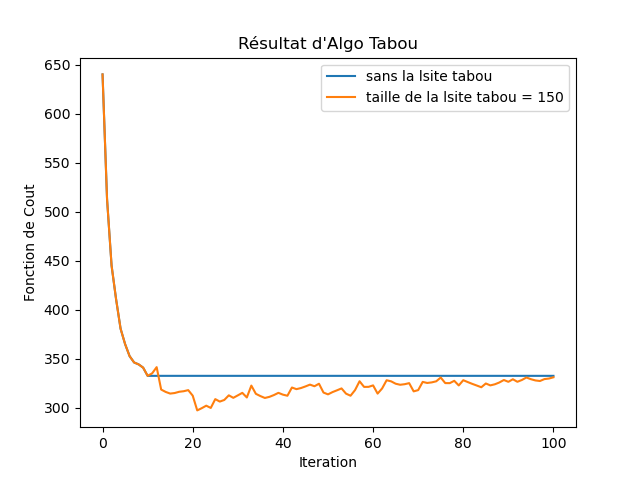 Résultat d'Algo Tabou
sans la lsite tabou
taille de la lsite tabou = 150
Fonction de Cout
650
600
550
500
450
400
350
300
0
20
40
60
80
100
Iteration